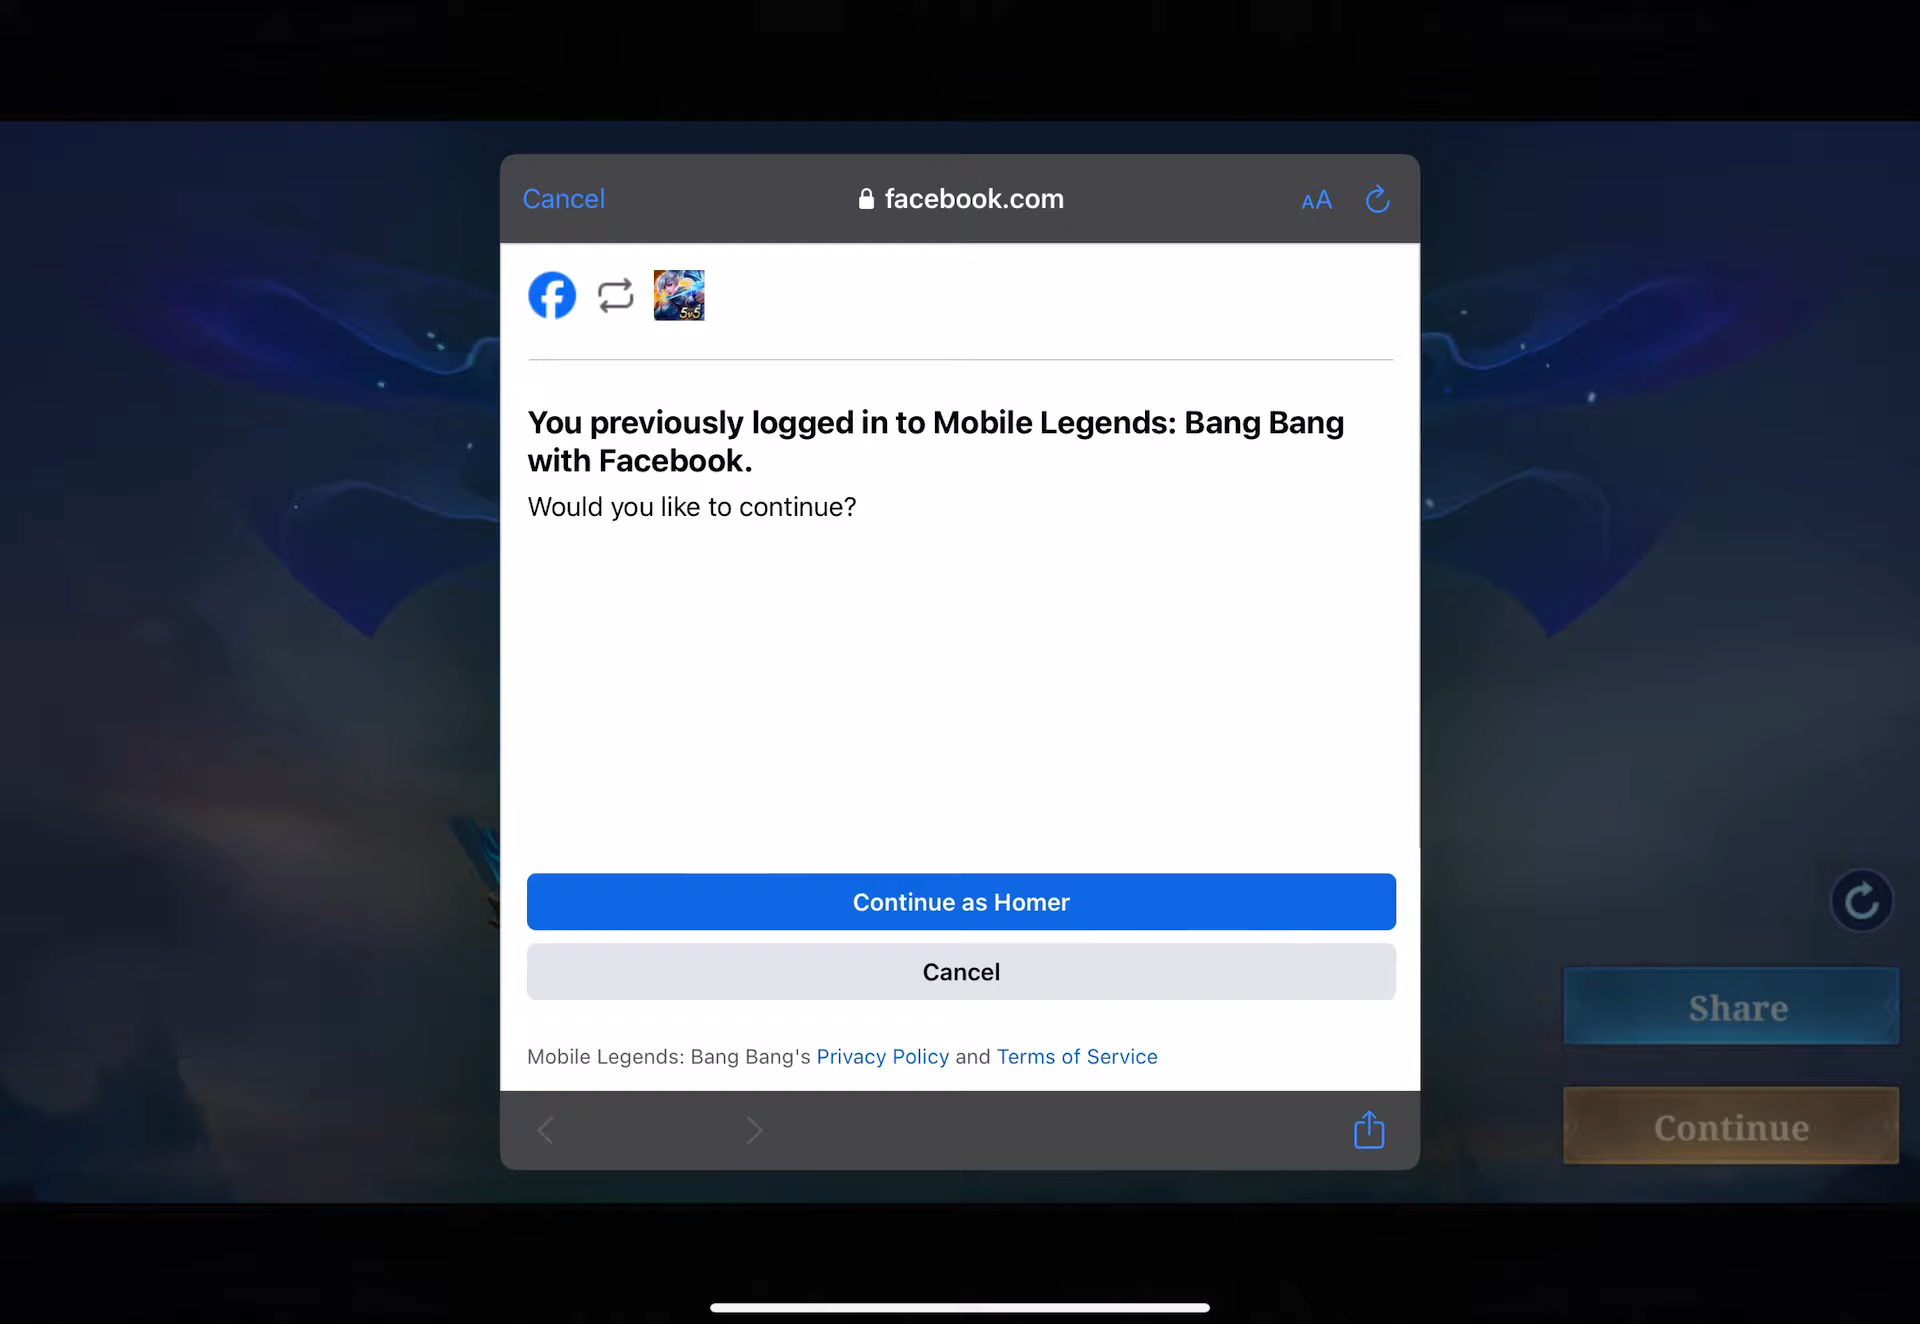 Cancel
facebook.com
AA
5v5
You previously logged in to Mobile Legends: Bang Bang
with Facebook.
Would you like to continue?
Continue as Homer
Cancel
Share
Mobile Legends: Bang Bang's Privacy Policy and Terms of Service
Continue